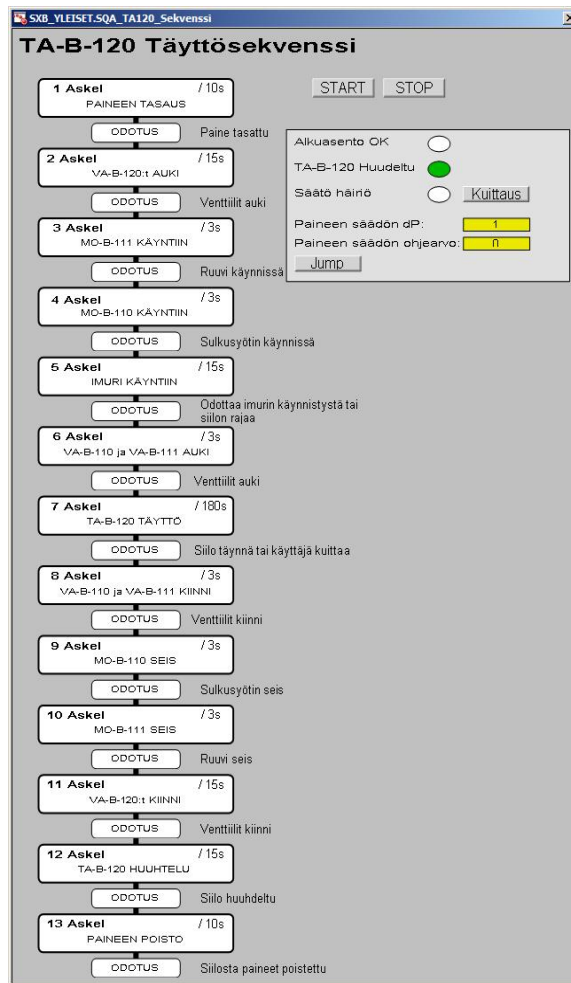 SXB_YLEISET.SQA_TA120_Sekvenssi
TA-B-120 Täyttösekvenssi
START
STOP
1 Askel / 10s
PAINEEN TASAUS
ODOTUS Paine tasattu
2 Askel / 15s
VA-B-120:t AUKI
ODOTUS Venttiilit auki
3 Askel / 3s
MO-B-111 KÄYNTIIN
ODOTUS Ruuvi käynnissä
4 Askel / 3s
MO-B-110 KÄYNTIIN
ODOTUS Sulkusyötin käynnissä
5 Askel / 15s
IMURI KÄYNTIIN
ODOTUS Odottaa imurin käynnistystä tai
siilon rajaa
6 Askel / 3s
VA-B-110 ja VA-B-111 AUKI
ODOTUS Venttiilit auki
7 Askel / 180s
TA-B-120 TÄYTTÖ
ODOTUS Siilo täynnä tai käyttäjä kuittaa
8 Askel / 3s
VA-B-110 ja VA-B-111 KIINNI
ODOTUS Venttiilit kiinni
9 Askel / 3s
MO-B-110 SEIS
ODOTUS Sulkusyötin seis
10 Askel / 3s
MO-B-111 SEIS
ODOTUS Ruuvi seis
11 Askel / 15s
VA-B-120:t KIINNI
ODOTUS Venttiilit kiinni
12 Askel / 15s
TA-B-120 HUUHTELU
ODOTUS Siilo huuhdeltu
13 Askel / 10s
PAINEEN POISTO
ODOTUS Siilosta paineet poistettu
Alkuasento OK
TA-B-120 Huudeltu
Säätö häiriö Kuittaus
Paineen säädön dP: 1
Paineen säädön ohjearvo: 0
Jump